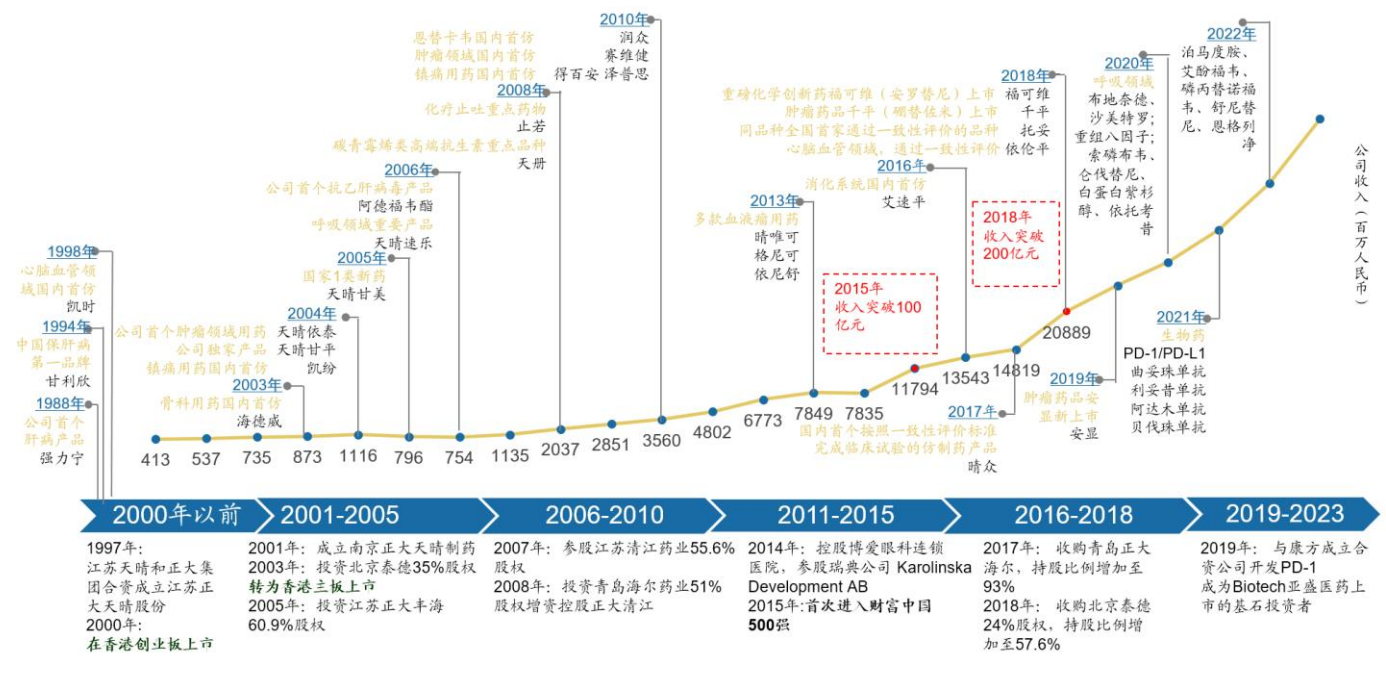 1988年
公司首个
肝病产品
强力宁
1994年
中国保肝病
第一品牌
甘利欣
1998年
心脑血管领
域国内首仿
凯时
2003年
骨科用药国内首仿
海德威
2004年
公司首个肿瘤领域用药
公司独家产品
镇痛用药国内首仿
天晴依泰
天晴甘平
凯纷
2005年
国家1类新药
天晴甘美
2006年
公司首个抗乙肝病毒产品
阿德福韦酯
呼吸领域重要产品
天晴速乐
2008年
化疗止吐重点药物
止若
碳青霉烯类高端抗生素重点品种
天册
2010年
恩替卡韦国内首仿
肿瘤领域国内首仿
镇痛用药国内首仿
润众
赛维健
得百安 泽普思
2013年
多款血液瘤用药
晴唯可
格尼可
依尼舒
2015年
收入突破100
亿元
2016年
消化系统国内首仿
艾速平
2017年
国内首个按照一致性评价标准
完成临床试验的仿制药产品
晴众
2018年
重磅化学创新药福可维（安罗替尼）上市
肿瘤药品千平（硼替佐米）上市
同品种全国首家通过一致性评价的品种
心脑血管领域，通过一致性评价
福可维
千平
托妥
依伦平
2018年
收入突破
200亿元
2019年
肿瘤药品安
显新上市
安显
2020年
呼吸领域
布地奈德、
沙美特罗；
重组八因子；
索磷布韦、
仑伐替尼、
白蛋白紫杉
醇、依托考
昔
2021年
生物药
PD-1/PD-L1
曲妥珠单抗
利妥昔单抗
阿达木单抗
贝伐珠单抗
2022年
泊马度胺、
艾酚福韦、
磷丙替诺福
韦、舒尼替
尼、恩格列
净
公司收入（百万人民币）
413 537 735 873 1116 796 754 1135 2037 2851 3560 4802 6773 7849 7835 11794 13543 14819 20889
2000年以前
1997年：
江苏天晴和正大集
团合资成立江苏正
大天晴股份
2000年：
在香港创业板上市
2001-2005
2001年： 成立南京正大天晴制药
2003年： 投资北京泰德35%股权
转为香港主板上市
2005年： 投资江苏正大丰海
60.9%股权
2006-2010
2007年： 参股江苏清江药业55.6%
股权
2008年： 投资青岛海尔药业51%
股权增资控股正大清江
2011-2015
2014年： 控股博爱眼科连锁
医院，参股瑞典公司 Karolinska
Development AB
2015年：首次进入财富中国
500强
2016-2018
2017年： 收购青岛正大
海尔，持股比例增加至
93%
2018年： 收购北京泰德
24%股权，持股比例增
加至57.6%
2019-2023
2019年： 与康方成立合
资公司开发PD-1
成为Biotech亚盛医药上
市的基石投资者